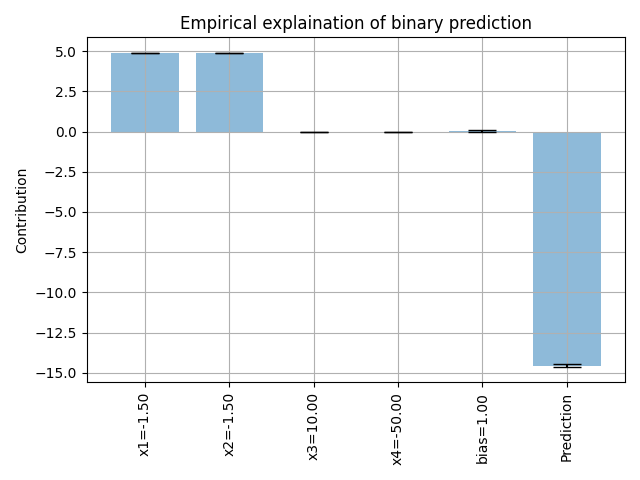 Empirical explaination of binary prediction
5.0
2.5
0.0
−2.5
−5.0
−7.5
−10.0
−12.5
−15.0
Contribution
x1=-1.50
x2=-1.50
x3=10.00
x4=-50.00
bias=1.00
Prediction